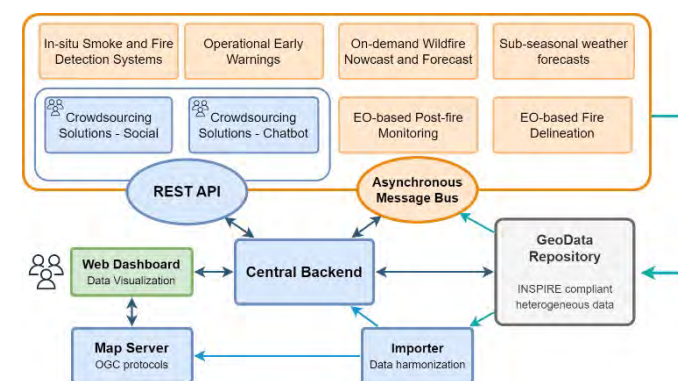 In-situ Smoke and Fire
Detection Systems
Operational Early
Warnings
On-demand Wildfire
Nowcast and Forecast
Sub-seasonal weather
forecasts
Crowdsourcing
Solutions - Social
Crowdsourcing
Solutions - Chatbot
EO-based Post-fire
Monitoring
EO-based Fire
Delineation
REST API
Asynchronous
Message Bus
Web Dashboard
Data Visualization
Central Backend
GeoData
Repository
INSPIRE compliant
heterogeneous data
Map Server
OGC protocols
Importer
Data harmonization